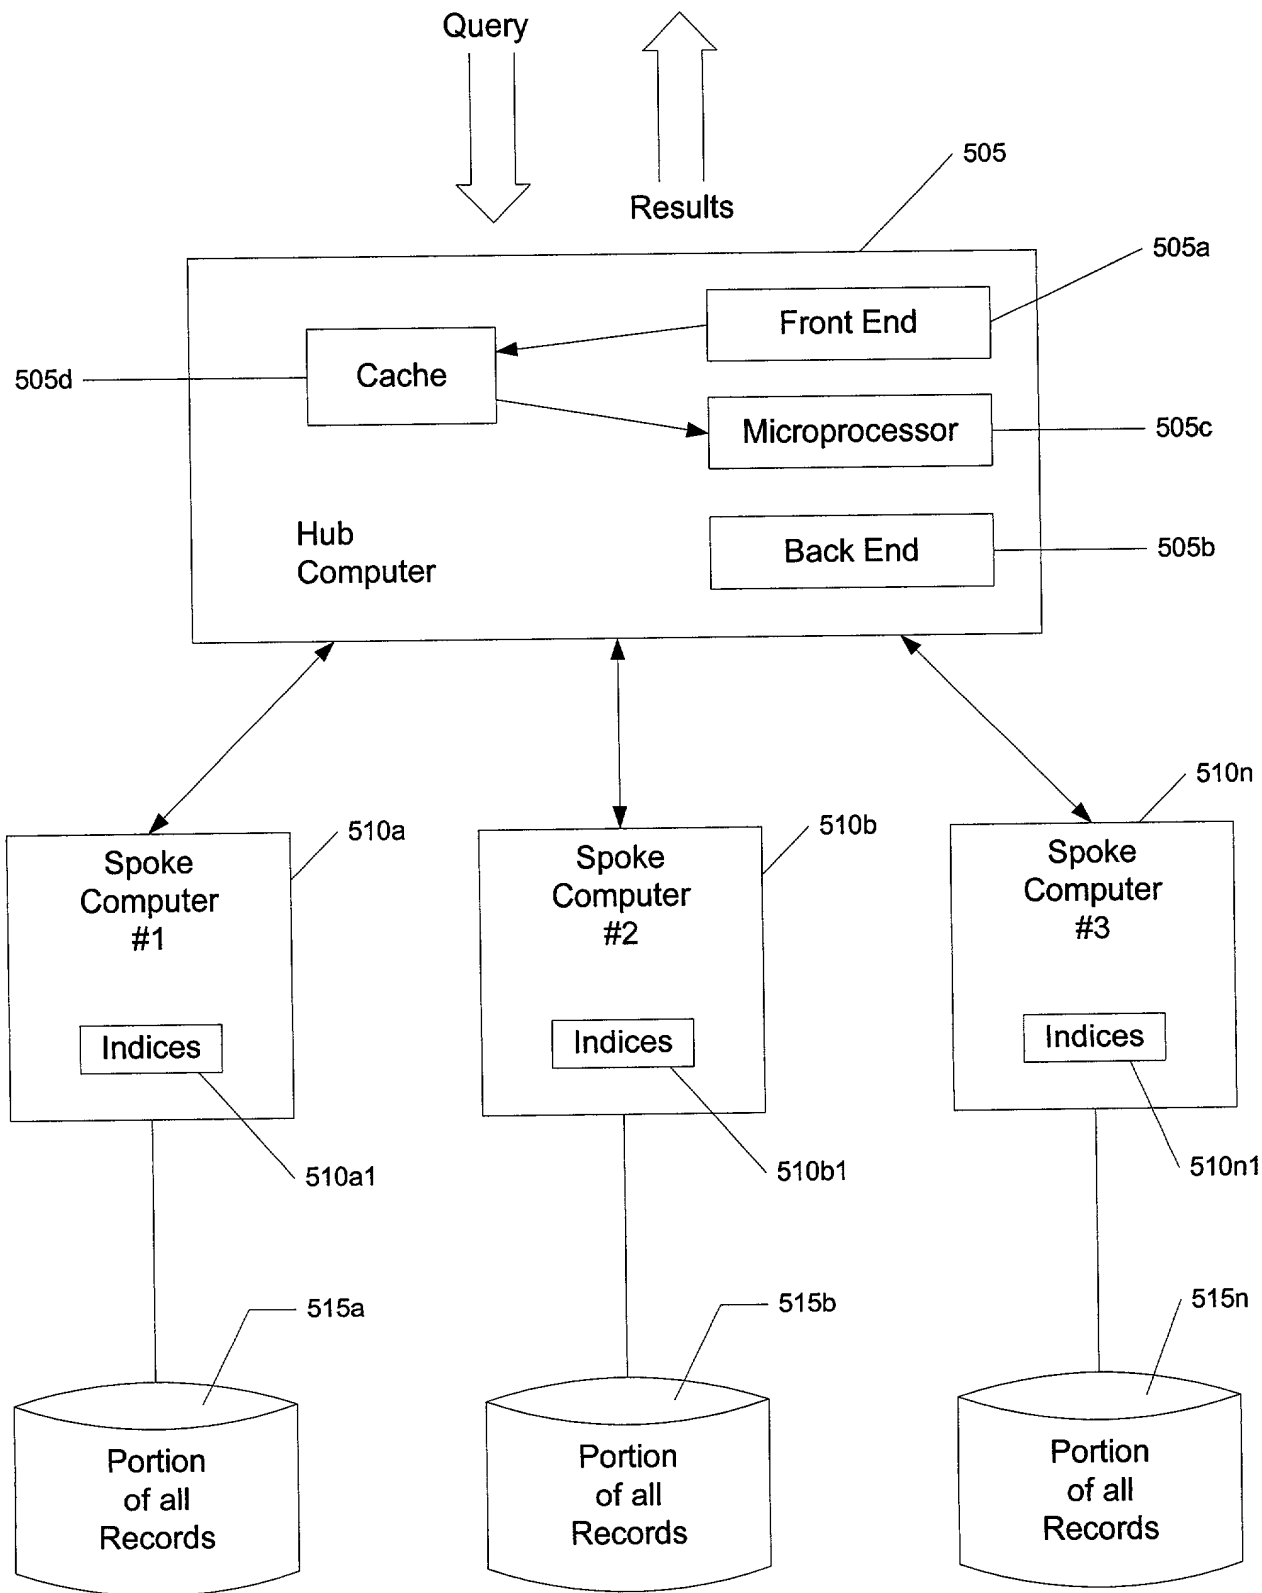 Query
Results
505
505a
Front End
Cache
505d
Microprocessor
505c
Hub
Computer
Back End
505b
510n
510a
510b
Spoke
Computer
#1
Spoke
Computer
#2
Spoke
Computer
#3
Indices
Indices
Indices
510a1
510b1
510n1
515a
515b
515n
Portion
of all
Records
Portion
of all
Records
Portion
of all
Records